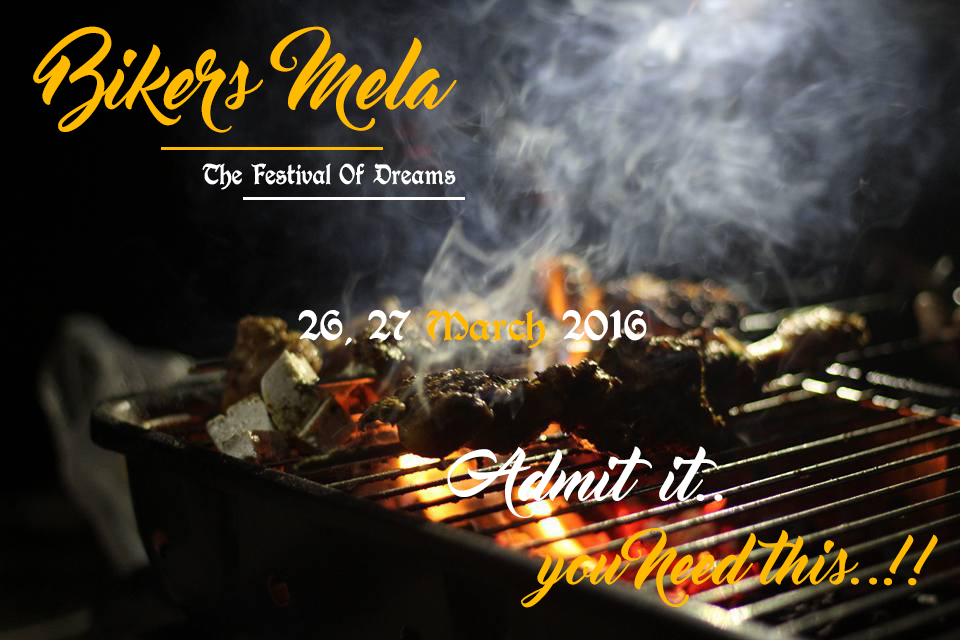 Bikers Mela
The Festival Of Dreams
26, 27 March 2016
Admit it..
you Need this...!!